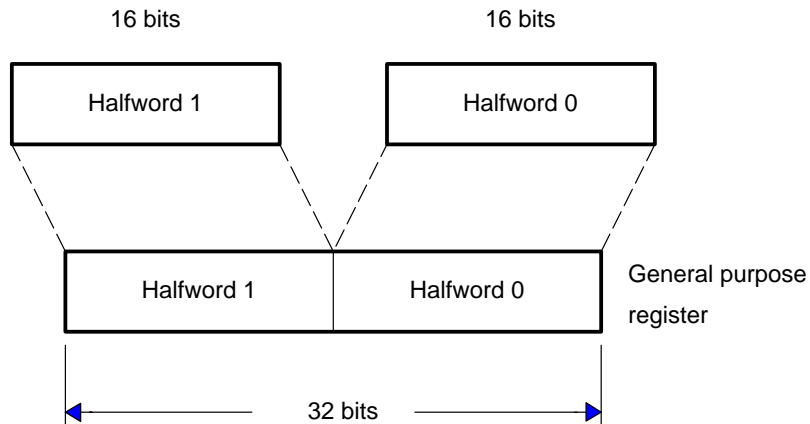 16 bits
16 bits
Halfword 1
Halfword 0
Halfword 1
Halfword 0
General purpose
register
32 bits